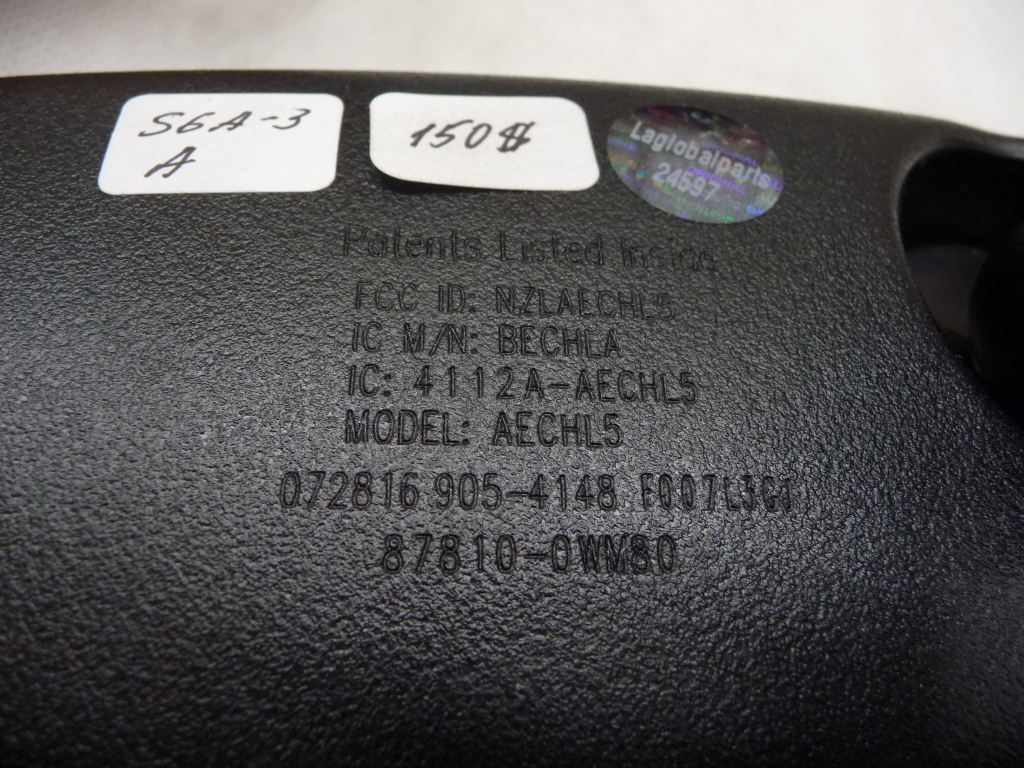 S6A-3
A
150$
Laglobalparts
24597
Patents Listed Inside
FCC ID: NZLAECHL5
IC M/N: BECHLA
IC: 4112A-AECHL5
MODEL: AECHL5
072816 905-4148 F007L3G1
87810-0WM80